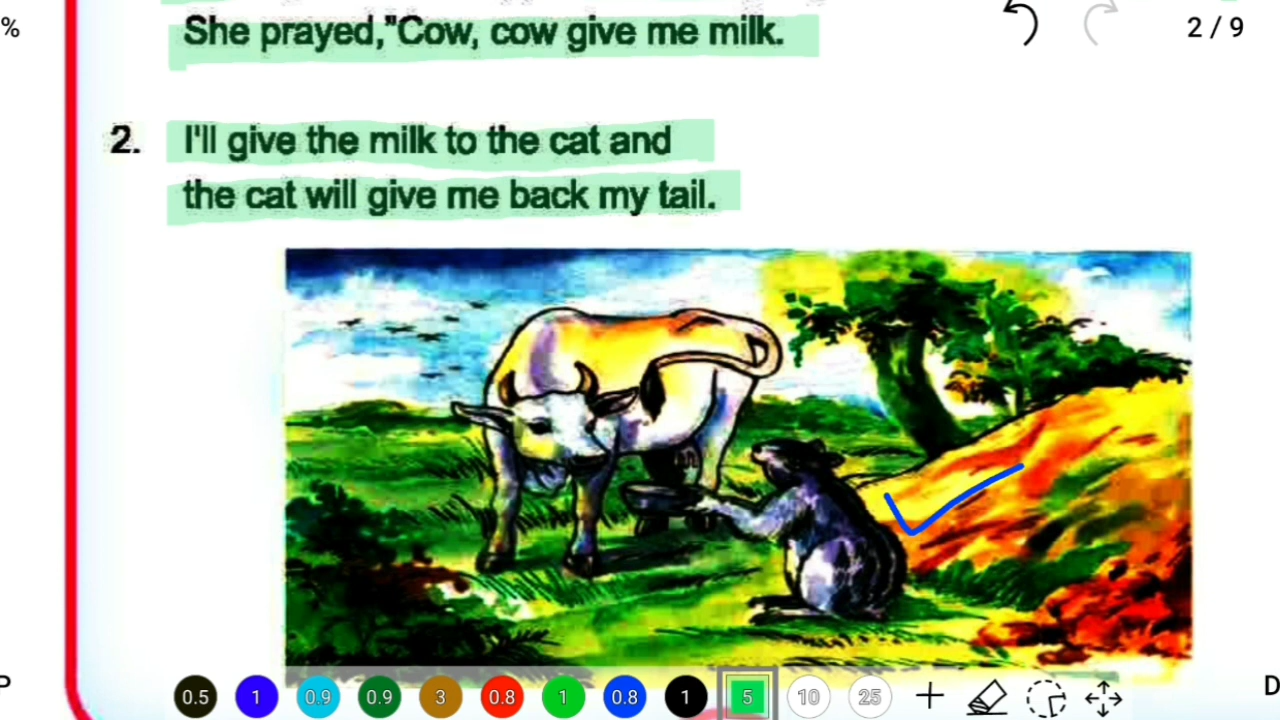 %
2 / 9
She prayed,"Cow, cow give me milk.
2. I'll give the milk to the cat and
the cat will give me back my tail.
P
D
0.5 1 0.9 0.9 3 0.8 1 0.8 1 5 10 25